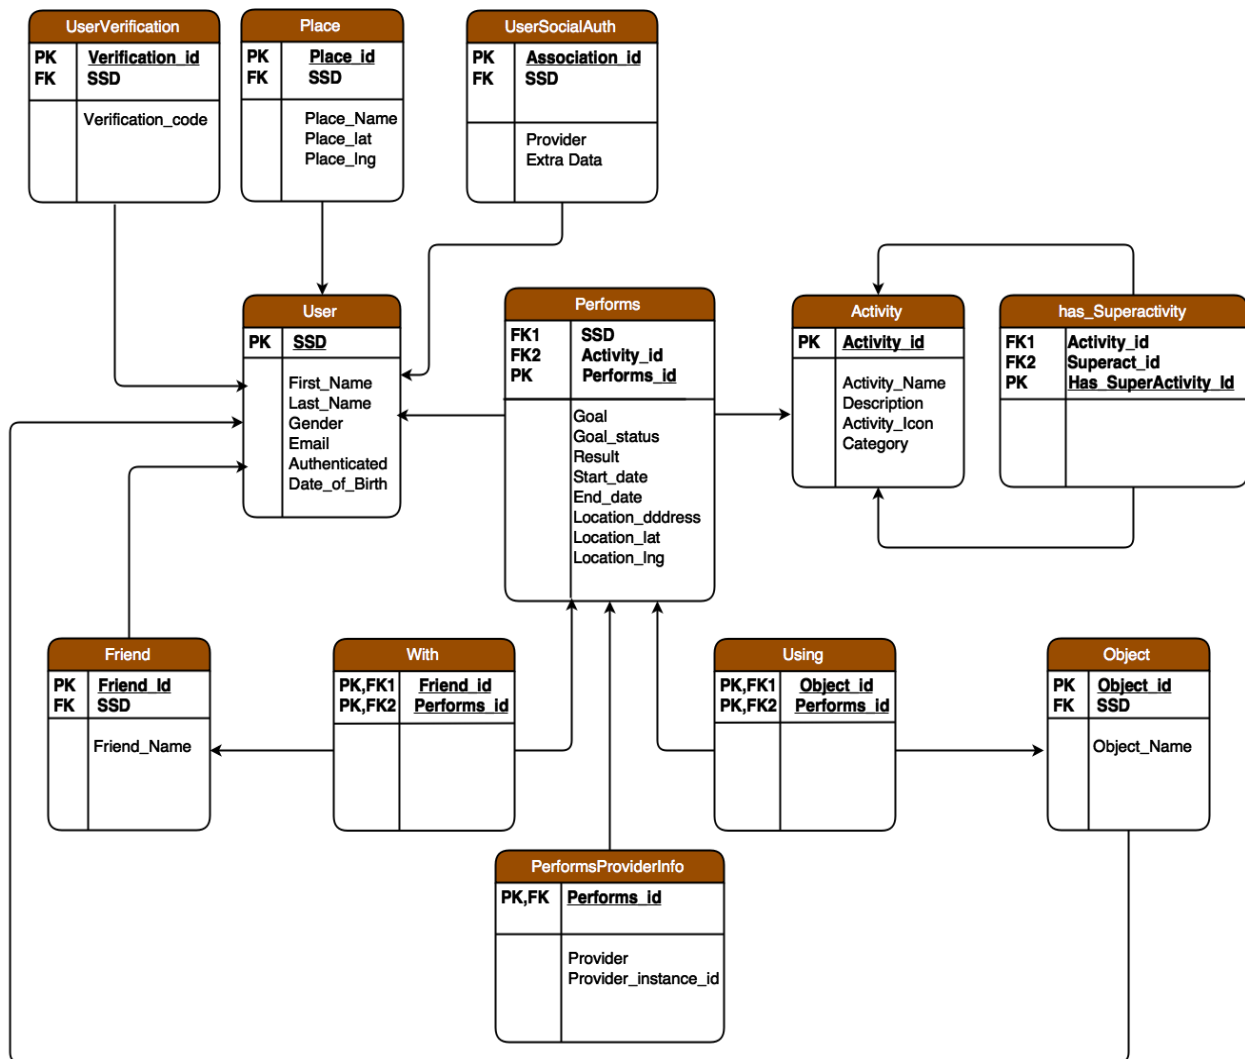 UserVerification
PK Verification_id
FK SSD
Verification_code
Place
PK Place_id
FK SSD
Place_Name
Place_lat
Place_lng
UserSocialAuth
PK Association_id
FK SSD
Provider
Extra Data
User
PK SSD
First_Name
Last_Name
Gender
Email
Authenticated
Date_of_Birth
Performs
FK1 SSD
FK2 Activity_id
PK Performs_id
Goal
Goal_status
Result
Start_date
End_date
Location_dddress
Location_lat
Location_lng
Activity
PK Activity_id
Activity_Name
Description
Activity_Icon
Category
has_Superactivity
FK1 Activity_id
FK2 Superact_id
PK Has_SuperActivity_Id
Friend
PK Friend_Id
FK SSD
Friend_Name
With
PK,FK1 Friend_id
PK,FK2 Performs_id
Using
PK,FK1 Object_id
PK,FK2 Performs_id
Object
PK Object_id
FK SSD
Object_Name
PerformsProviderInfo
PK,FK Performs_id
Provider
Provider_instance_id